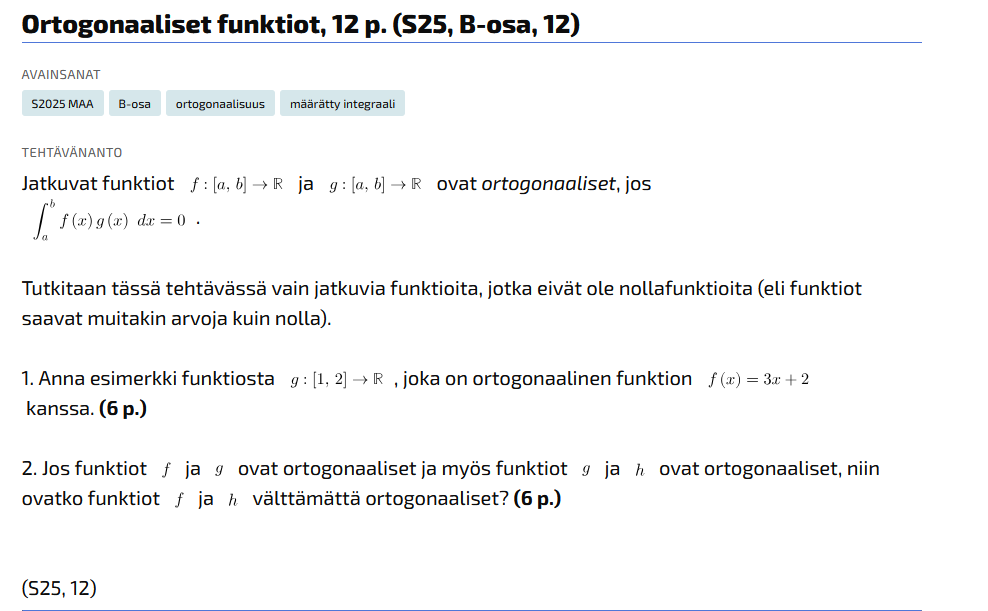 Ortogonaaliset funktiot, 12 p. (S25, B-osa, 12)
AVAINSANAT
S2025 MAA B-osa ortogonaalisuus määrätty integraali
TEHTÄVÄNANTO
Jatkuvat funktiot f : [a, b] → ℝ ja g : [a, b] → ℝ ovat ortogonaaliset, jos
∫_a^b f(x)g(x) dx = 0 .
Tutkitaan tässä tehtävässä vain jatkuvia funktioita, jotka eivät ole nollafunktioita (eli funktiot
saavat muitakin arvoja kuin nolla).
1. Anna esimerkki funktiosta g : [1, 2] → ℝ , joka on ortogonaalinen funktion f(x) = 3x + 2
kanssa. (6 p.)
2. Jos funktiot f ja g ovat ortogonaaliset ja myös funktiot g ja h ovat ortogonaaliset, niin
ovatko funktiot f ja h välttämättä ortogonaaliset? (6 p.)
(S25, 12)